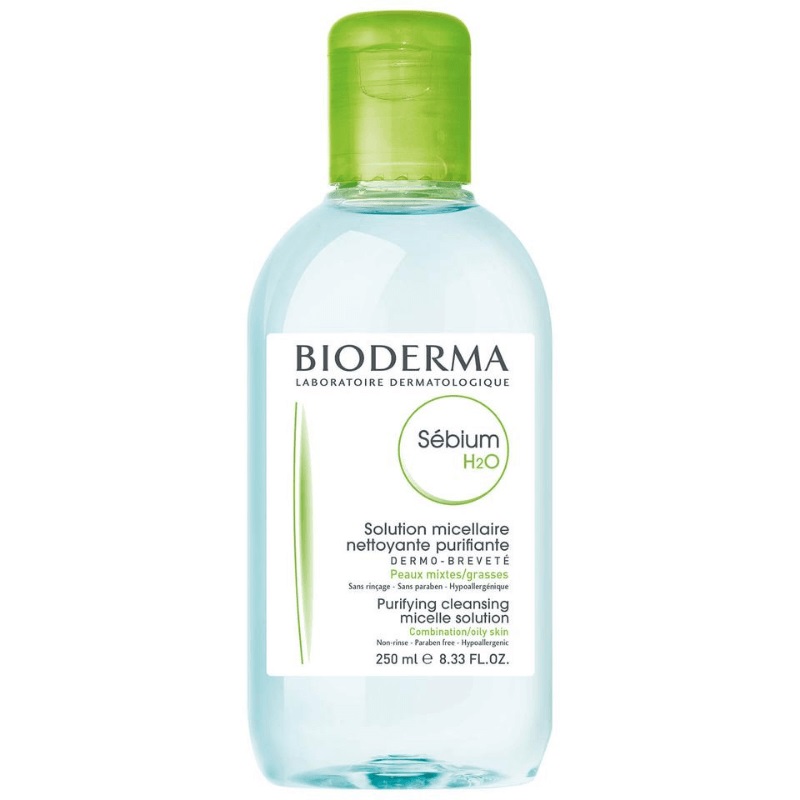 BIODERMA
LABORATOIRE DERMATOLOGIQUE
Sébium
H2O
Solution micellaire
nettoyante purifiante
DERMO-BREVETÉ
Peaux mixtes/grasses
Sans rinçage - Sans paraben - Hypoallergénique
Purifying cleansing
micelle solution
Combination/oily skin
Non-rinse - Paraben free - Hypoallergenic
250 ml ℮ 8.33 FL.OZ.